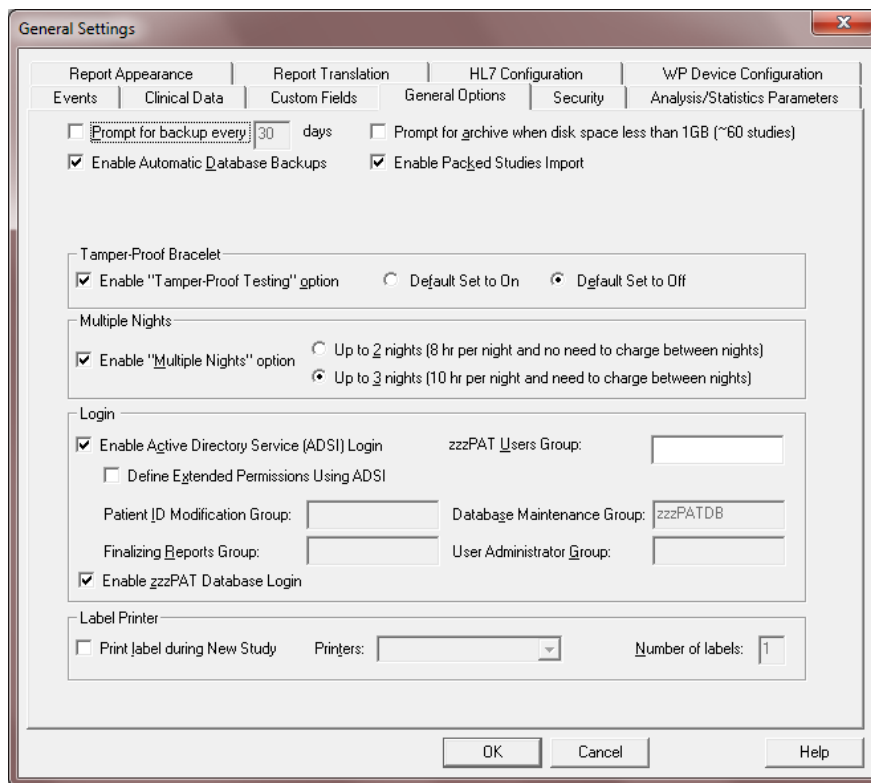 General Settings
Report Appearance Report Translation HL7 Configuration WP Device Configuration
Events Clinical Data Custom Fields General Options Security Analysis/Statistics Parameters
Prompt for backup every 30 days Prompt for archive when disk space less than 1GB (~60 studies)
Enable Automatic Database Backups Enable Packed Studies Import
Tamper-Proof Bracelet
Enable "Tamper-Proof Testing" option Default Set to On Default Set to Off
Multiple Nights
Up to 2 nights (8 hr per night and no need to charge between nights)
Enable "Multiple Nights" option
Up to 3 nights (10 hr per night and need to charge between nights)
Login
Enable Active Directory Service (ADSI) Login zzzPAT Users Group:
Define Extended Permissions Using ADSI
Patient ID Modification Group: Database Maintenance Group: zzzPATDB
Finalizing Reports Group: User Administrator Group:
Enable zzzPAT Database Login
Label Printer
Print label during New Study Printers: Number of labels: 1
OK Cancel Help